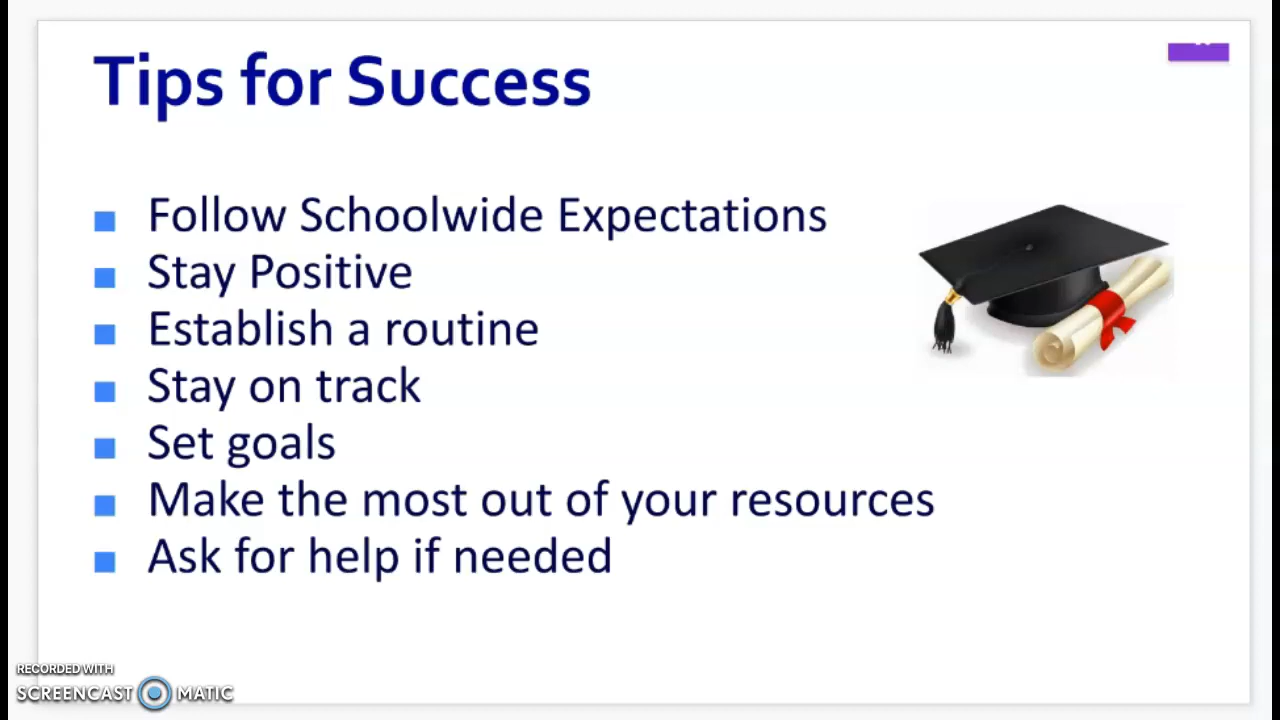 Tips for Success
Follow Schoolwide Expectations
Stay Positive
Establish a routine
Stay on track
Set goals
Make the most out of your resources
Ask for help if needed
RECORDED WITH
SCREENCAST MATIC